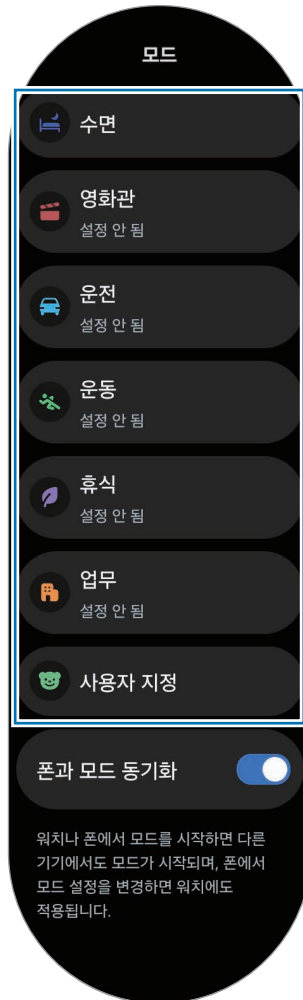 모드
수면
영화관
설정 안 됨
운전
설정 안 됨
운동
설정 안 됨
휴식
설정 안 됨
업무
설정 안 됨
사용자 지정
폰과 모드 동기화
워치나 폰에서 모드를 시작하면 다른
기기에서도 모드가 시작되며, 폰에서
모드 설정을 변경하면 워치에도
적용됩니다.